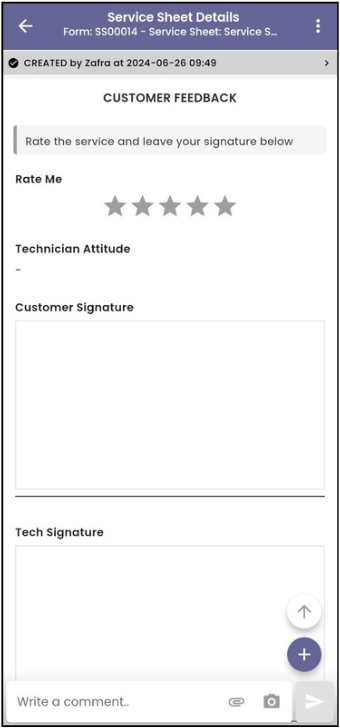 Service Sheet Details
Form: SS00014 - Service Sheet: Service S...
CREATED by Zafra at 2024-06-26 09:49
CUSTOMER FEEDBACK
Rate the service and leave your signature below
Rate Me
Technician Attitude
-
Customer Signature
Tech Signature
Write a comment..